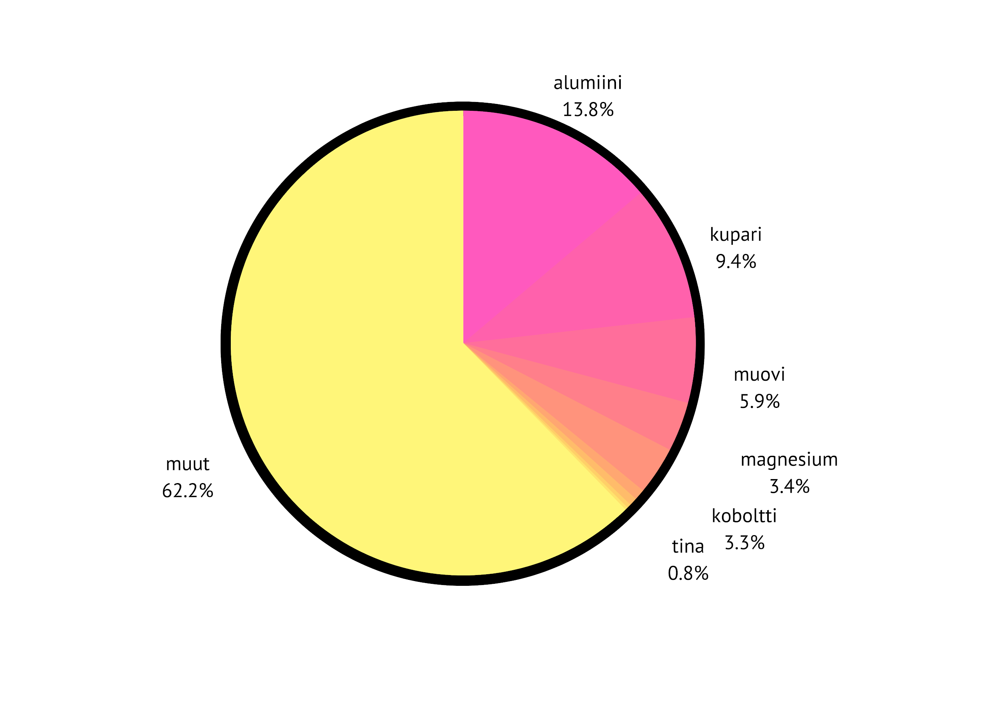 alumiini
13.8%
kupari
9.4%
muovi
5.9%
magnesium
3.4%
koboltti
3.3%
tina
0.8%
muut
62.2%